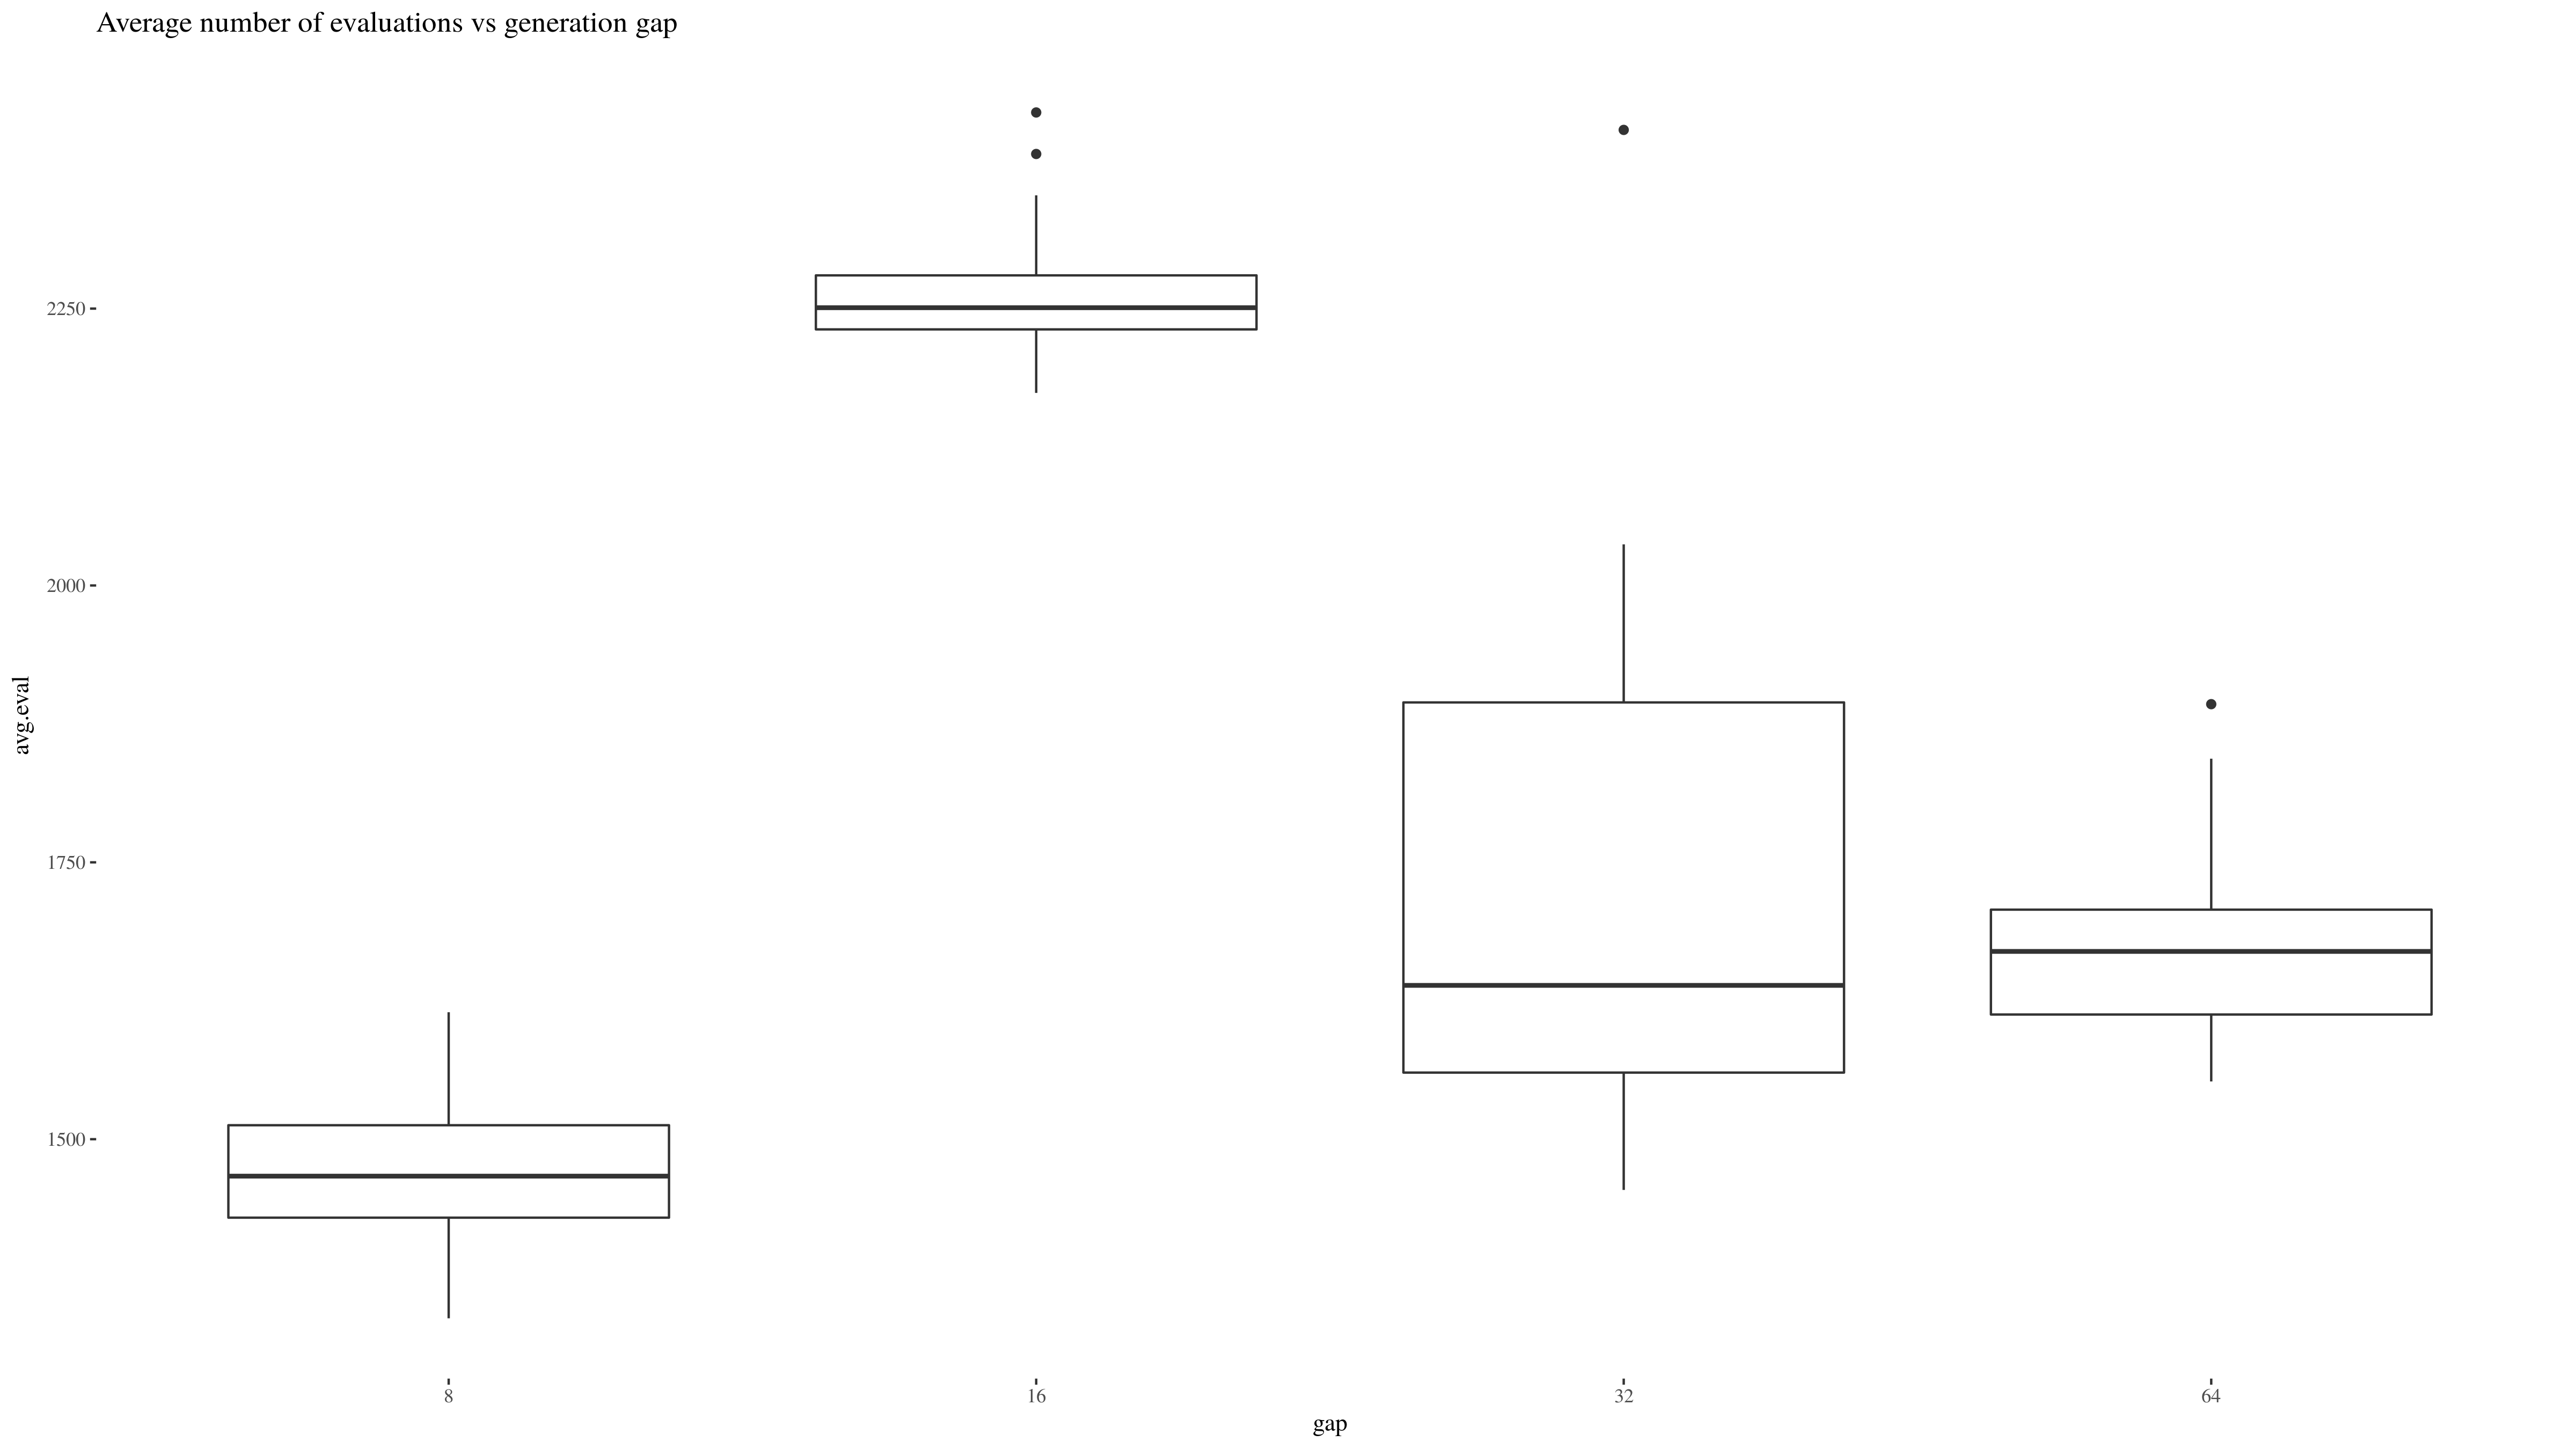 Average number of evaluations vs generation gap
2250
2000
1750
1500
avg.eval
8
16
32
64
gap